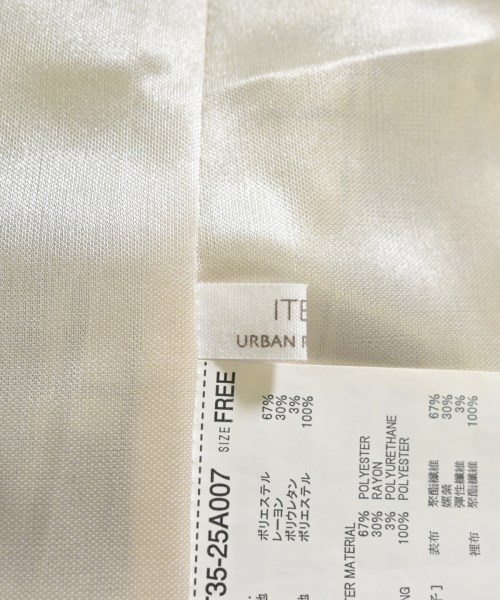 ITE
URBAN R
T35-25A007 SIZE FREE
ポリエステル 67%
レーヨン 30%
ポリウレタン 3%
ポリエステル 100%
TER MATERIAL
67% POLYESTER
30% RAYON
3% POLYURETHANE
100% POLYESTER
NG
表布 聚酯纖維 67%
嫘縈 30%
彈性纖維 3%
裡布 聚酯纖維 100%
子]